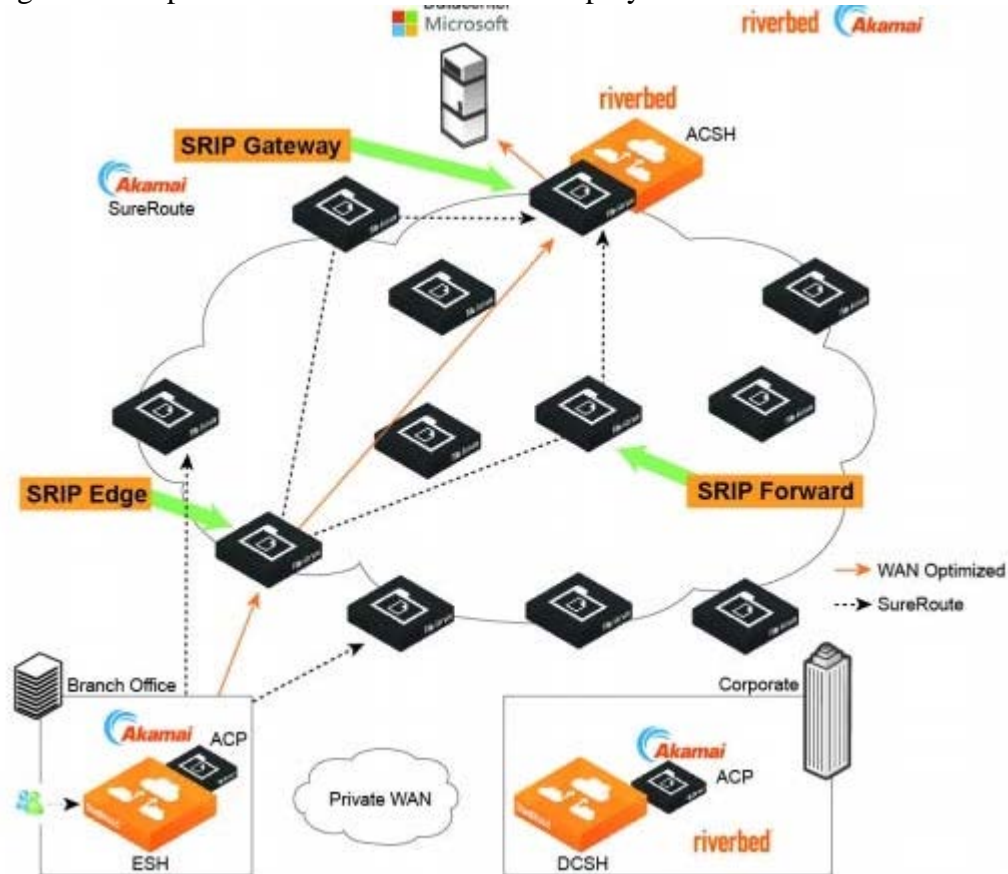 Datacenter
Microsoft
riverbed Akamai
riverbed
ACSH
SRIP Gateway
Akamai
SureRoute
SRIP Edge
SRIP Forward
WAN Optimized
SureRoute
Branch Office
Corporate
Akamai
ACP
Akamai
ACP
Private WAN
ESH
DCSH
riverbed